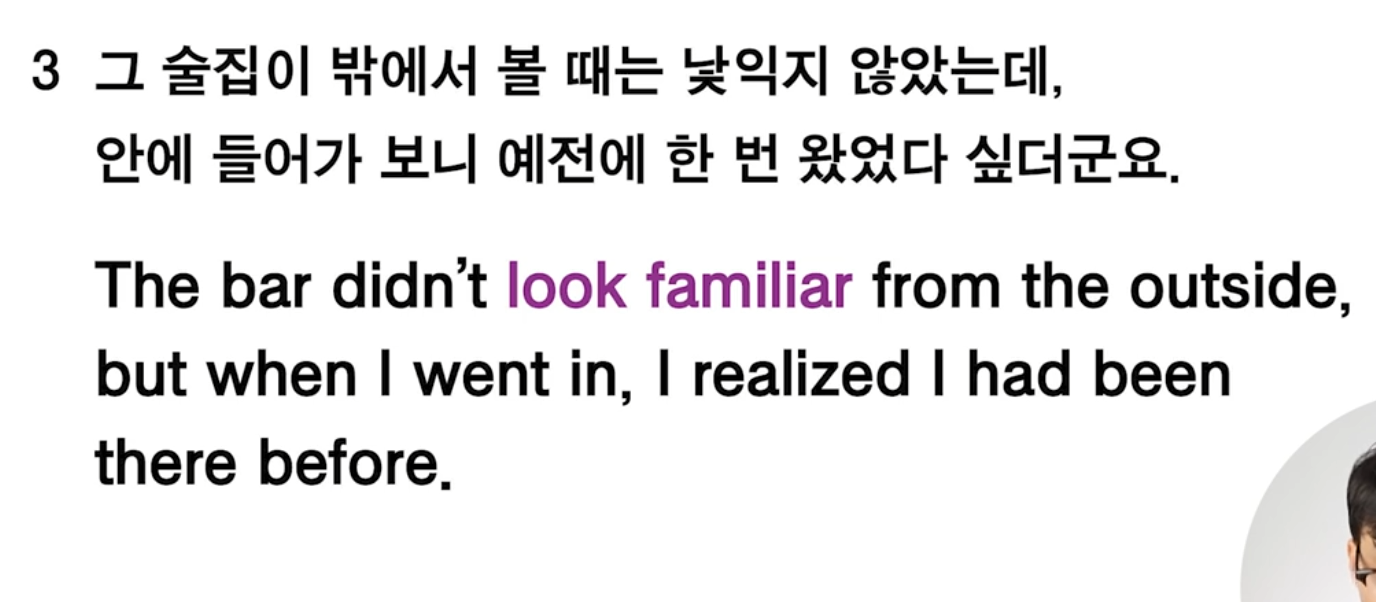 3 그 술집이 밖에서 볼 때는 낯익지 않았는데,
안에 들어가 보니 예전에 한 번 왔었다 싶더군요.
The bar didn’t look familiar from the outside,
but when I went in, I realized I had been
there before.